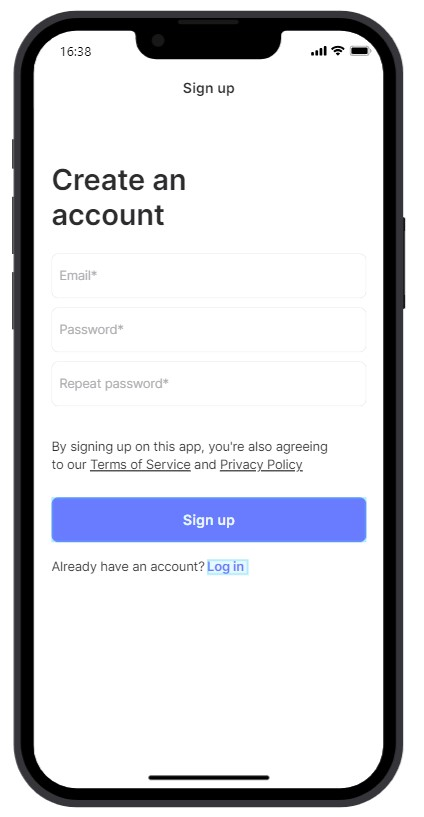 16:38
Sign up
Create an
account
Email*
Password*
Repeat password*
By signing up on this app, you're also agreeing
to our Terms of Service and Privacy Policy
Sign up
Already have an account? Log in